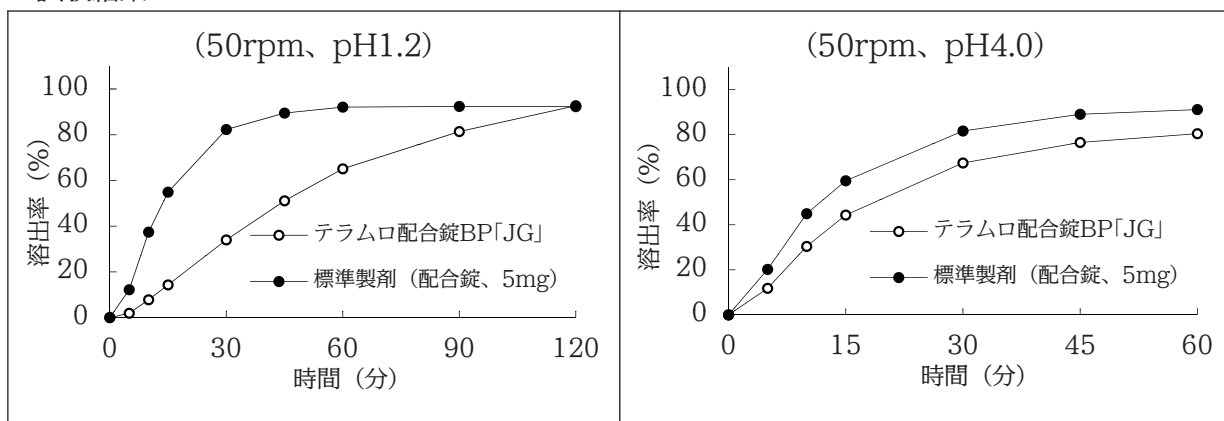 (50rpm、pH1.2)
100
80
60
40
20
0
溶出率 (%)
テラムロ配合錠BP「JG」
標準製剤 (配合錠、5mg)
0 30 60 90 120
時間 (分)
(50rpm、pH4.0)
100
80
60
40
20
0
溶出率 (%)
テラムロ配合錠BP「JG」
標準製剤 (配合錠、5mg)
0 15 30 45 60
時間 (分)